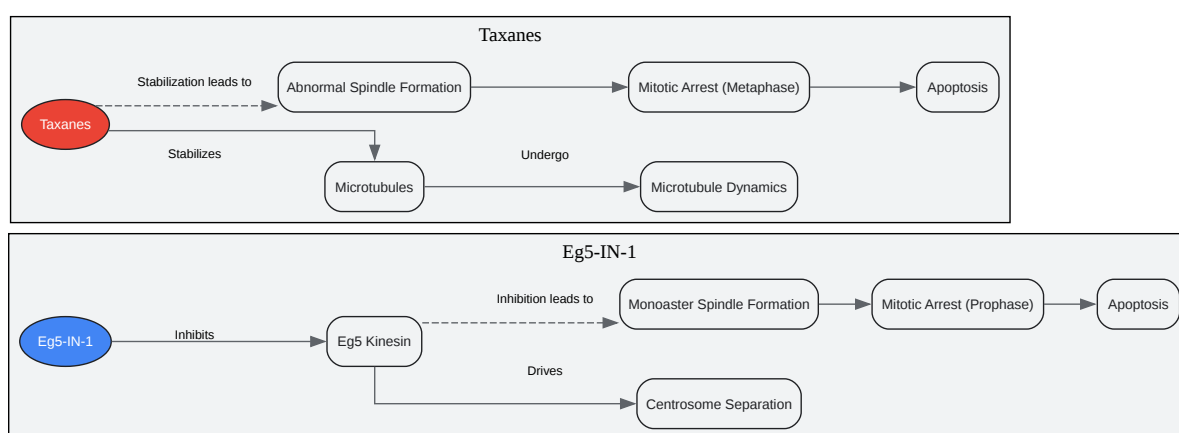 Taxanes
Stabilization leads to
Abnormal Spindle Formation
Mitotic Arrest (Metaphase)
Apoptosis
Taxanes
Stabilizes
Undergo
Microtubules
Microtubule Dynamics
Eg5-IN-1
Inhibition leads to
Monoaster Spindle Formation
Mitotic Arrest (Prophase)
Apoptosis
Eg5-IN-1
Inhibits
Eg5 Kinesin
Drives
Centrosome Separation